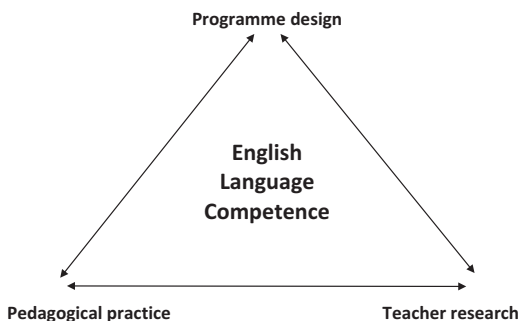 Programme design
English
Language
Competence
Pedagogical practice
Teacher research